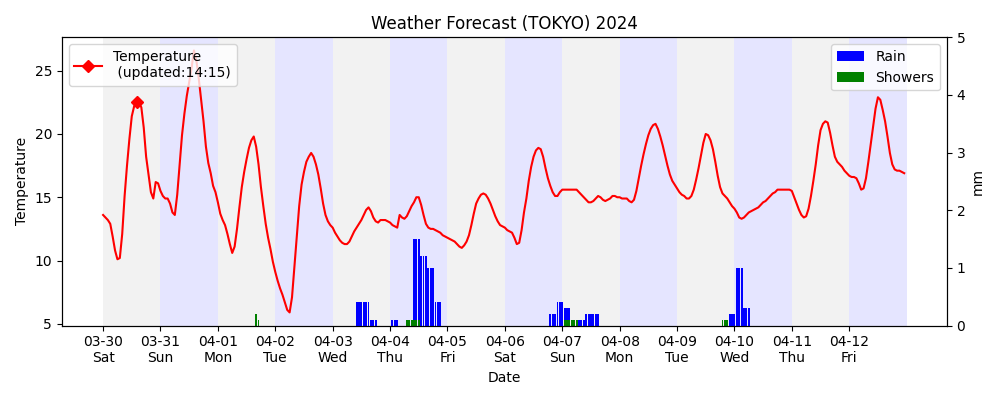 Weather Forecast (TOKYO) 2024
Temperature
(updated:14:15)
Rain
Showers
Temperature
25
20
15
10
5
5
4
3
2
1
0
mm
03-30 03-31 04-01 04-02 04-03 04-04 04-05 04-06 04-07 04-08 04-09 04-10 04-11 04-12
Sat Sun Mon Tue Wed Thu Fri Sat Sun Mon Tue Wed Thu Fri
Date